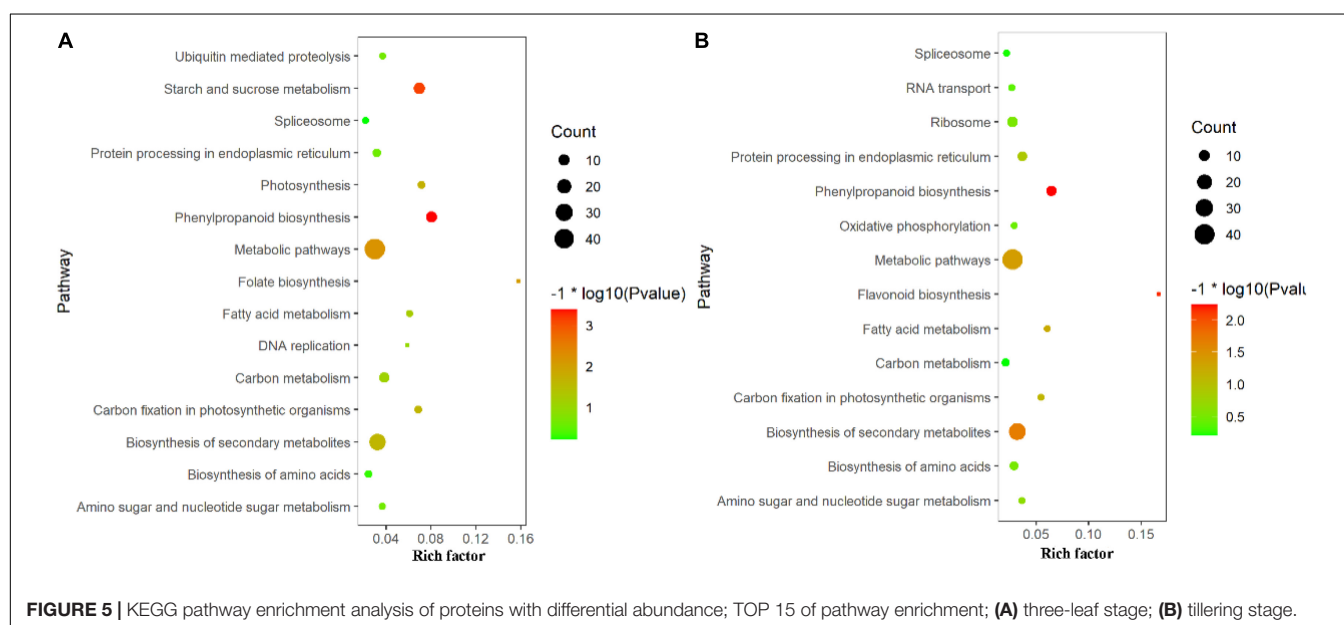 A
Ubiquitin mediated proteolysis
Starch and sucrose metabolism
Spliceosome
Protein processing in endoplasmic reticulum
Photosynthesis
Phenylpropanoid biosynthesis
Metabolic pathways
Folate biosynthesis
Fatty acid metabolism
DNA replication
Carbon metabolism
Carbon fixation in photosynthetic organisms
Biosynthesis of secondary metabolites
Biosynthesis of amino acids
Amino sugar and nucleotide sugar metabolism
Pathway
0.04 0.08 0.12 0.16
Rich factor
Count
10
20
30
40
-1 * log10(Pvalue)
3
2
1
B
Spliceosome
RNA transport
Ribosome
Protein processing in endoplasmic reticulum
Phenylpropanoid biosynthesis
Oxidative phosphorylation
Metabolic pathways
Flavonoid biosynthesis
Fatty acid metabolism
Carbon metabolism
Carbon fixation in photosynthetic organisms
Biosynthesis of secondary metabolites
Biosynthesis of amino acids
Amino sugar and nucleotide sugar metabolism
Pathway
0.05 0.10 0.15
Rich factor
Count
10
20
30
40
-1 * log10(Pvalu
2.0
1.5
1.0
0.5
FIGURE 5 | KEGG pathway enrichment analysis of proteins with differential abundance; TOP 15 of pathway enrichment; (A) three-leaf stage; (B) tillering stage.